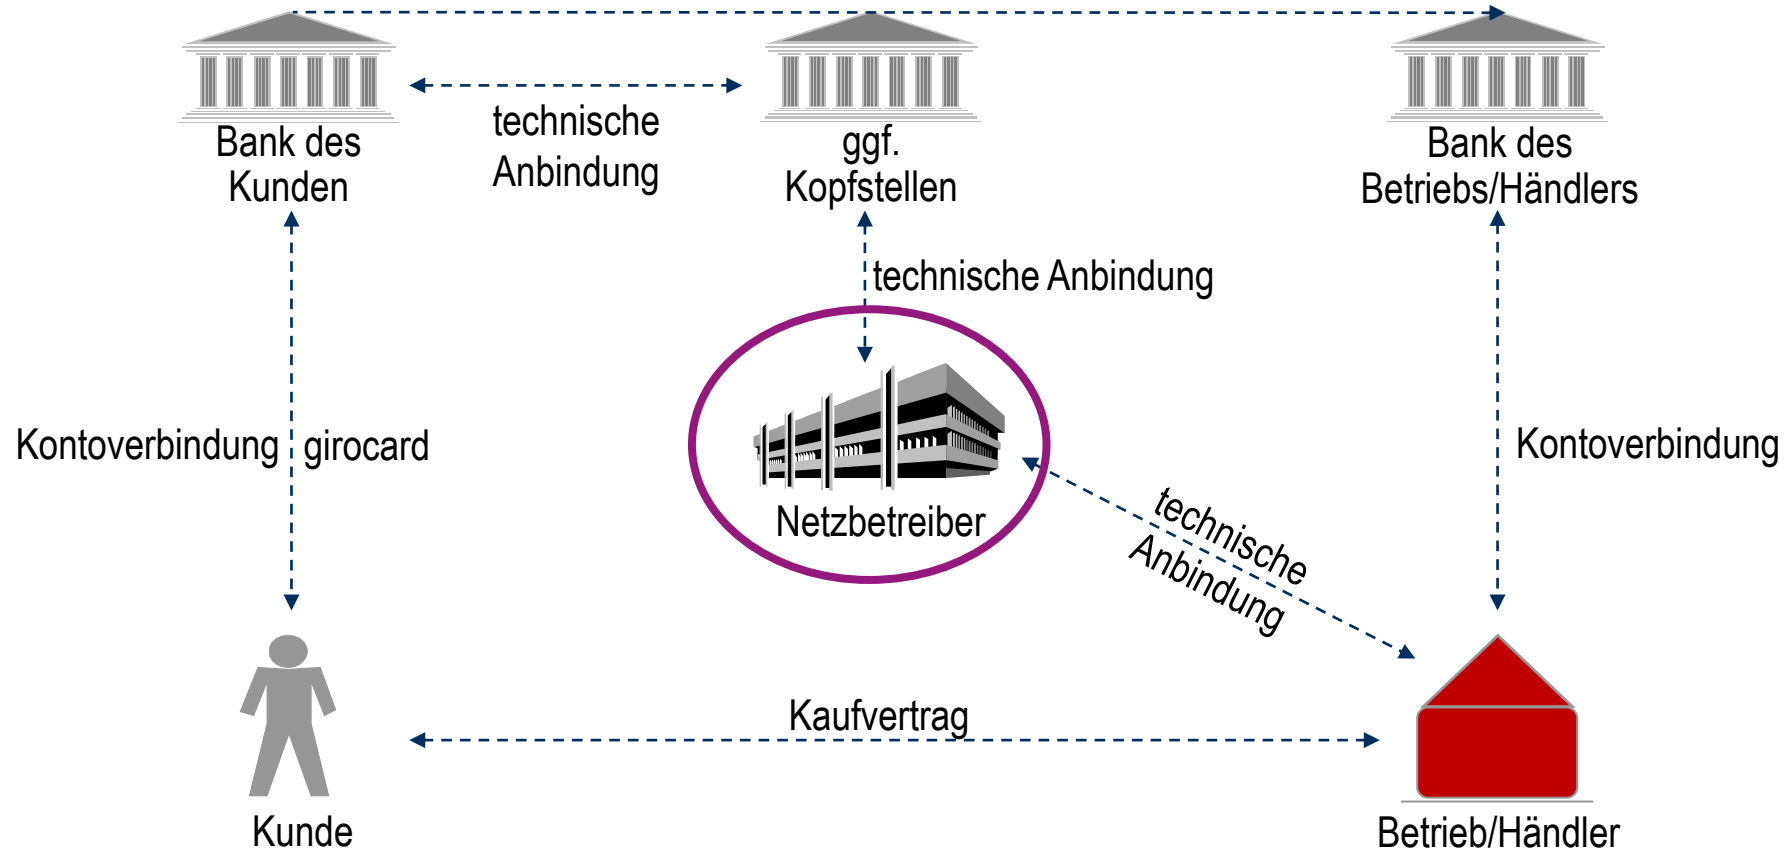 Bank des
Kunden
technische
Anbindung
ggf.
Kopfstellen
Bank des
Betriebs/Händlers
technische Anbindung
Kontoverbindung
girocard
Netzbetreiber
technische
Anbindung
Kontoverbindung
Kaufvertrag
Kunde
Betrieb/Händler